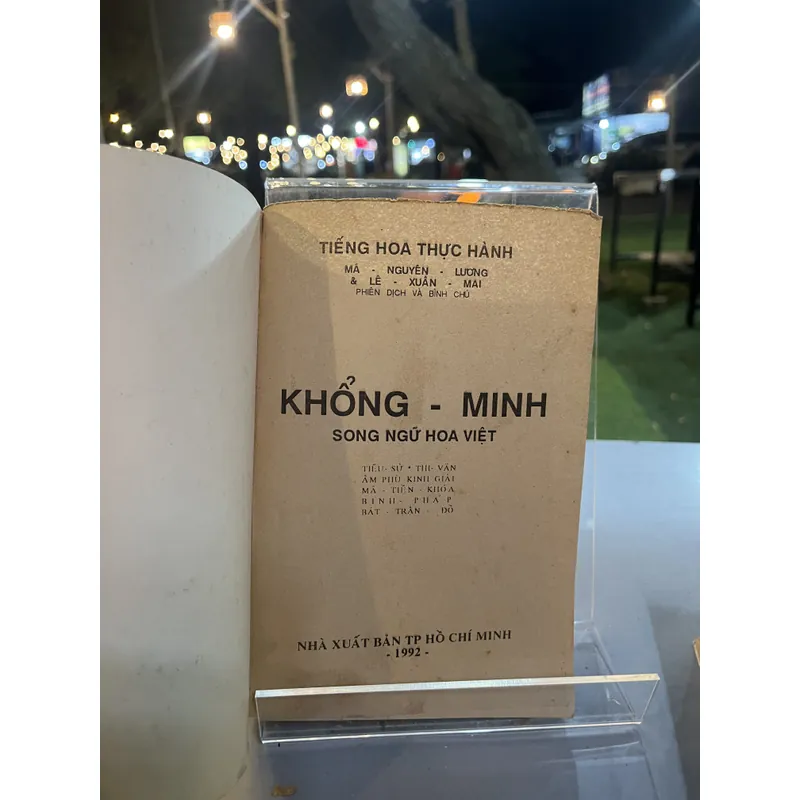 TIẾNG HOA THỰC HÀNH
MÃ - NGUYÊN - LƯƠNG
& LÊ - XUÂN - MAI
PHIÊN DỊCH VÀ BÌNH CHÚ
KHỔNG - MINH
SONG NGỮ HOA VIỆT
TIỂU SỬ * THI VĂN
ÂM PHÙ KINH GIẢI
MÃ - TIỀN - KHÓA
BINH - PHÁP
BÁT - TRẬN - ĐỒ
NHÀ XUẤT BẢN TP HỒ CHÍ MINH
- 1992 -